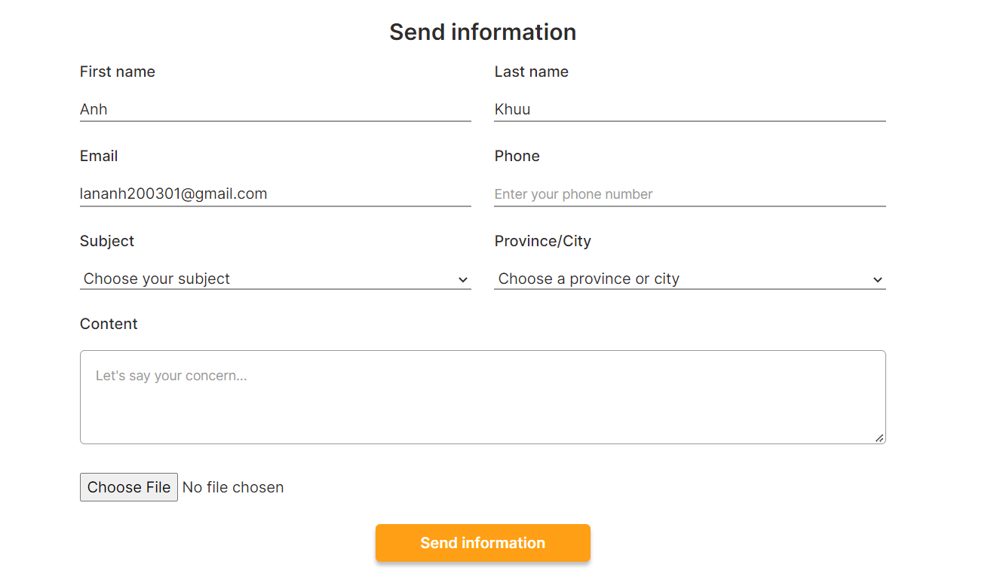 Send information
First name
Last name
Anh
Khuu
Email
Phone
lananh200301@gmail.com
Enter your phone number
Subject
Province/City
Choose your subject
Choose a province or city
Content
Let's say your concern...
Choose File No file chosen
Send information